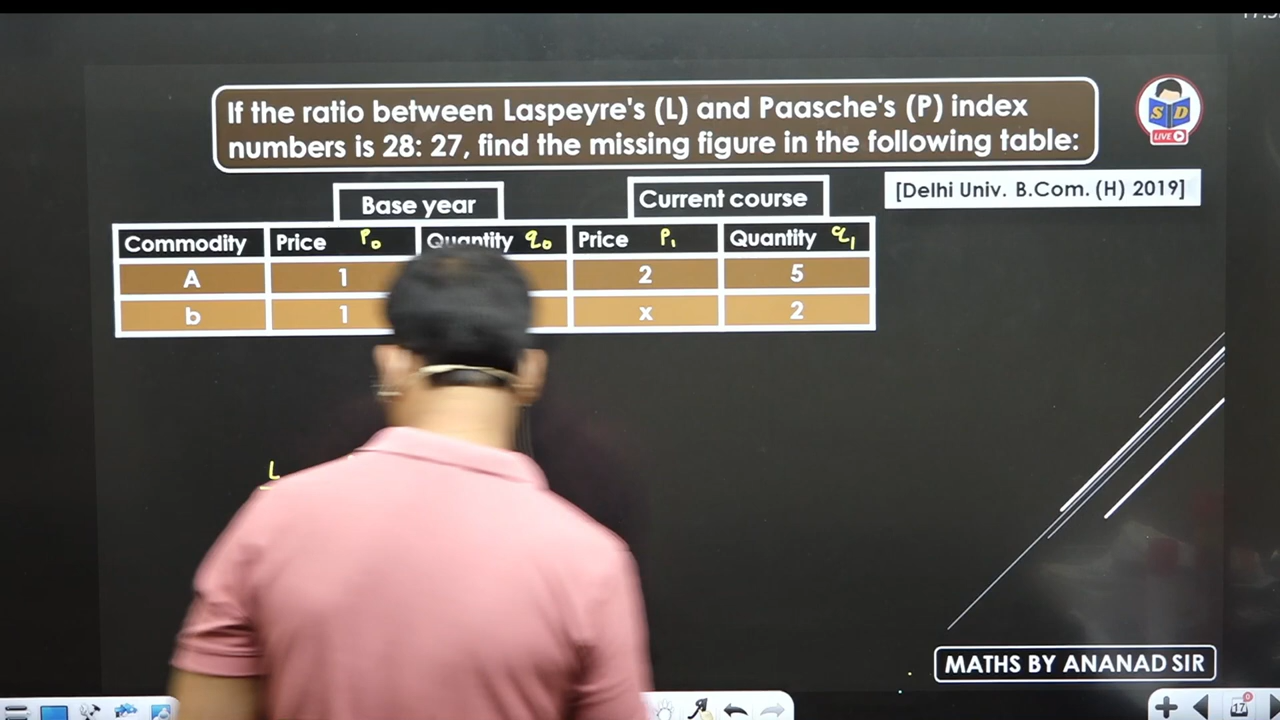 If the ratio between Laspeyre's (L) and Paasche's (P) index
numbers is 28: 27, find the missing figure in the following table:
S D
LIVE
[Delhi Univ. B.Com. (H) 2019]
Base year
Current course
Commodity Price P₀ Quantity q₀ Price P₁ Quantity q₁
A 1 2 5
b 1 x 2
L
MATHS BY ANANAD SIR
17